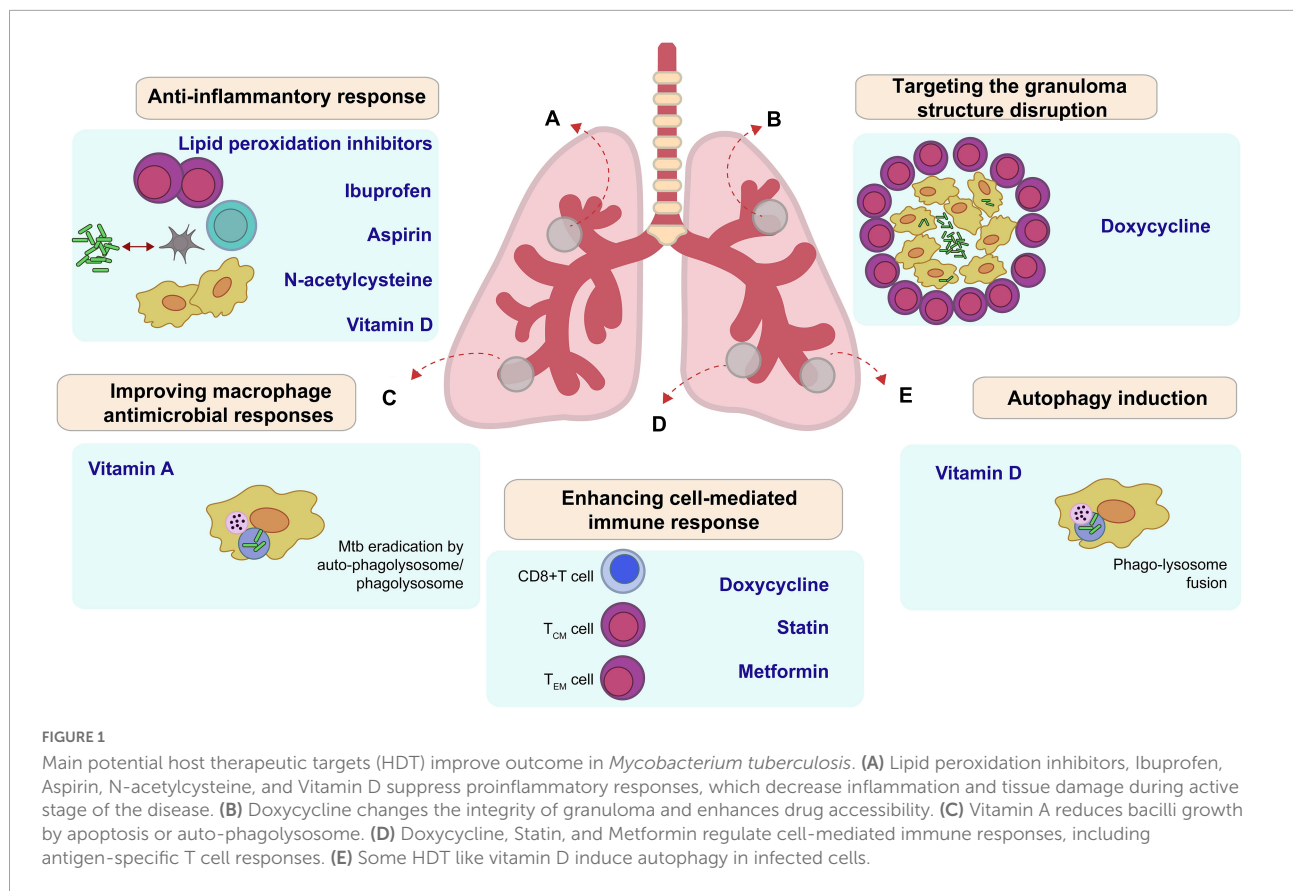 Anti-inflammantory response
Lipid peroxidation inhibitors
Ibuprofen
Aspirin
N-acetylcysteine
Vitamin D
A
B
Targeting the granuloma
structure disruption
Doxycycline
C
D
E
Improving macrophage
antimicrobial responses
Vitamin A
Mtb eradication by
auto-phagolysosome/
phagolysosome
Enhancing cell-mediated
immune response
CD8+T cell
TCM cell
TEM cell
Doxycycline
Statin
Metformin
Autophagy induction
Vitamin D
Phago-lysosome
fusion
FIGURE 1
Main potential host therapeutic targets (HDT) improve outcome in Mycobacterium tuberculosis. (A) Lipid peroxidation inhibitors, Ibuprofen,
Aspirin, N-acetylcysteine, and Vitamin D suppress proinflammatory responses, which decrease inflammation and tissue damage during active
stage of the disease. (B) Doxycycline changes the integrity of granuloma and enhances drug accessibility. (C) Vitamin A reduces bacilli growth
by apoptosis or auto-phagolysosome. (D) Doxycycline, Statin, and Metformin regulate cell-mediated immune responses, including
antigen-specific T cell responses. (E) Some HDT like vitamin D induce autophagy in infected cells.